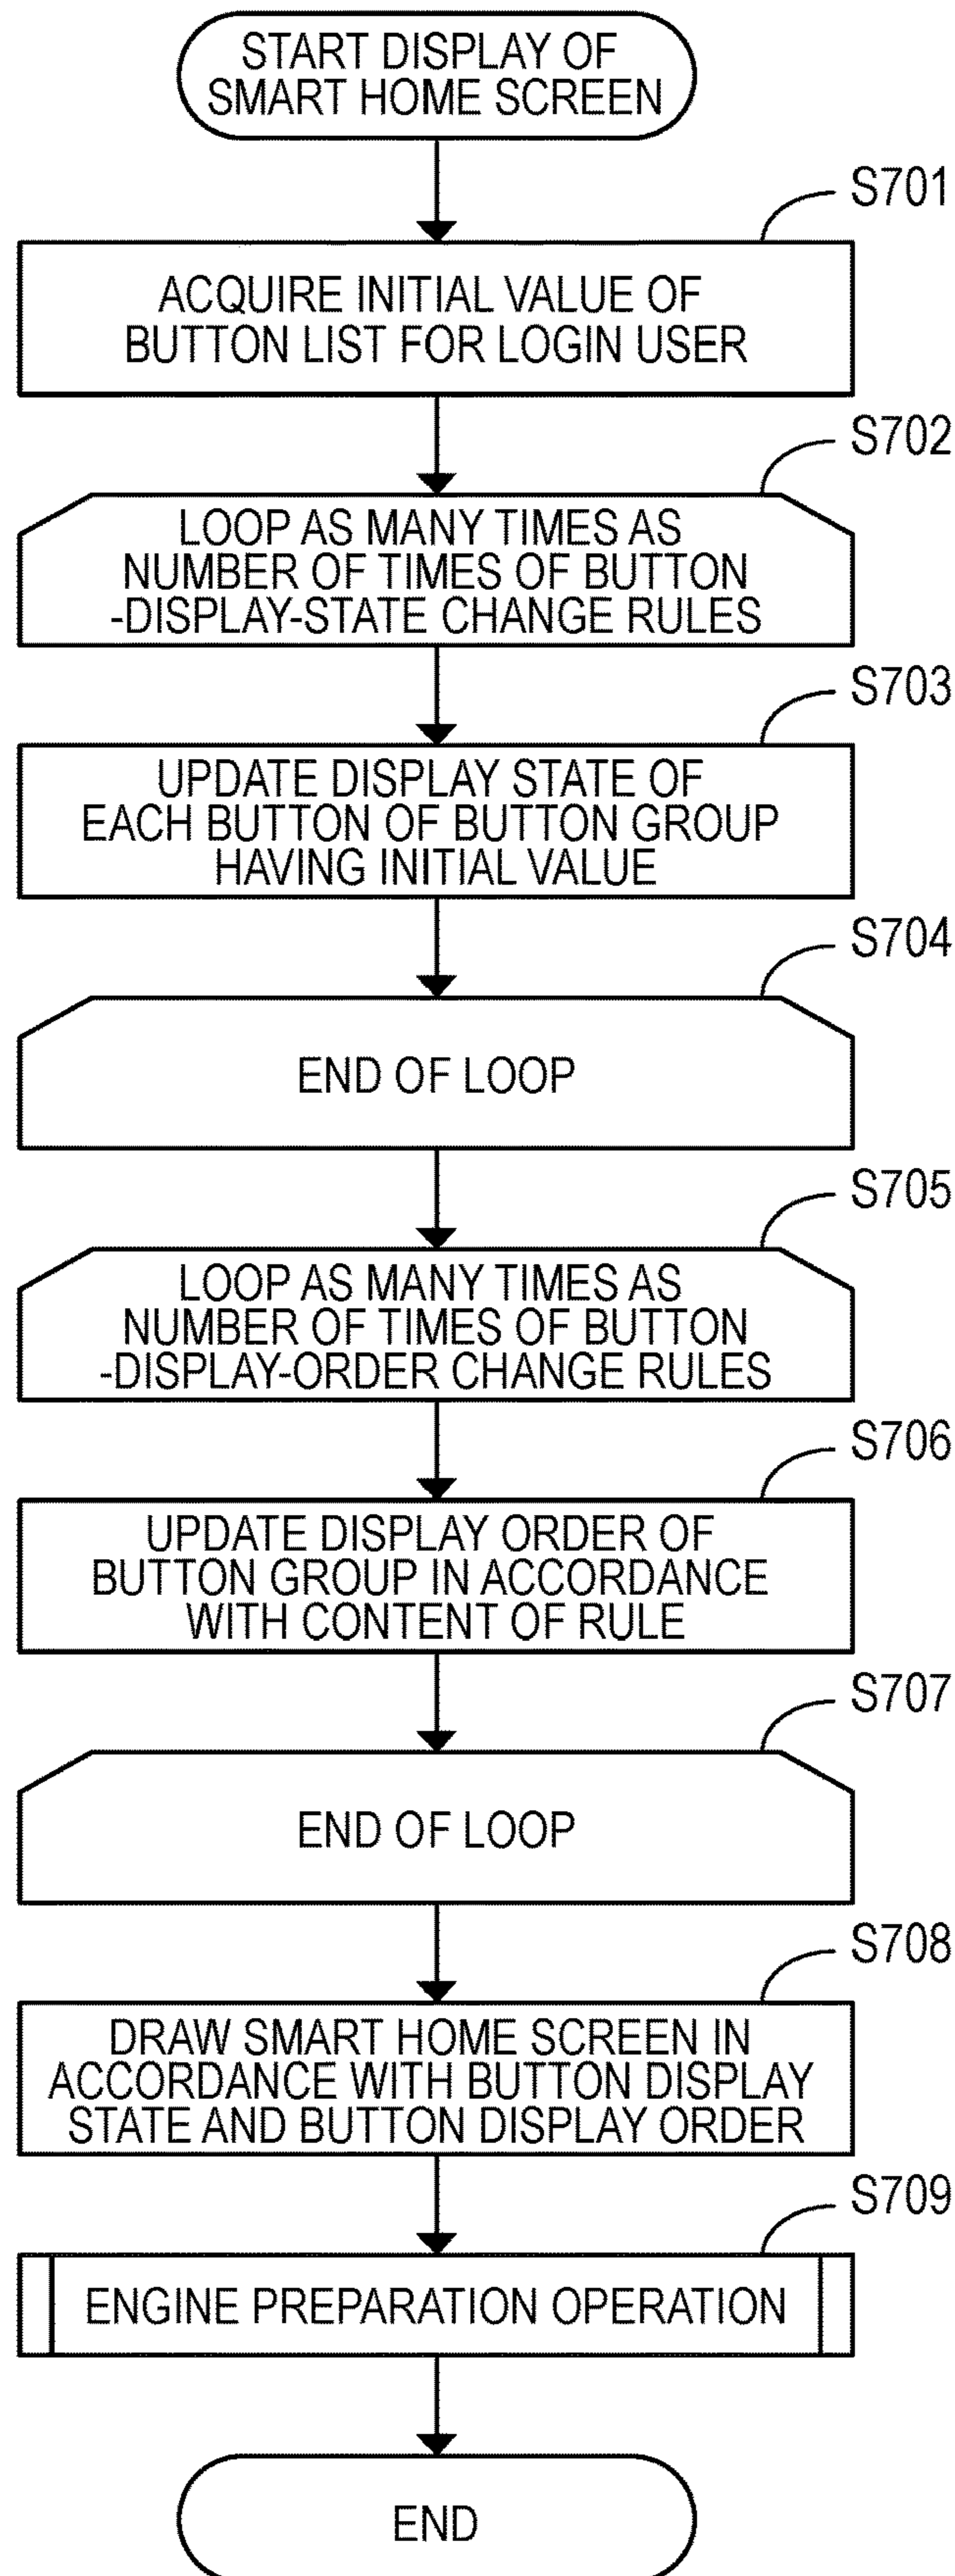 START DISPLAY OF
SMART HOME SCREEN
S701
ACQUIRE INITIAL VALUE OF
BUTTON LIST FOR LOGIN USER
S702
LOOP AS MANY TIMES AS
NUMBER OF TIMES OF BUTTON
-DISPLAY-STATE CHANGE RULES
S703
UPDATE DISPLAY STATE OF
EACH BUTTON OF BUTTON GROUP
HAVING INITIAL VALUE
S704
END OF LOOP
S705
LOOP AS MANY TIMES AS
NUMBER OF TIMES OF BUTTON
-DISPLAY-ORDER CHANGE RULES
S706
UPDATE DISPLAY ORDER OF
BUTTON GROUP IN ACCORDANCE
WITH CONTENT OF RULE
S707
END OF LOOP
S708
DRAW SMART HOME SCREEN IN
ACCORDANCE WITH BUTTON DISPLAY
STATE AND BUTTON DISPLAY ORDER
S709
ENGINE PREPARATION OPERATION
END